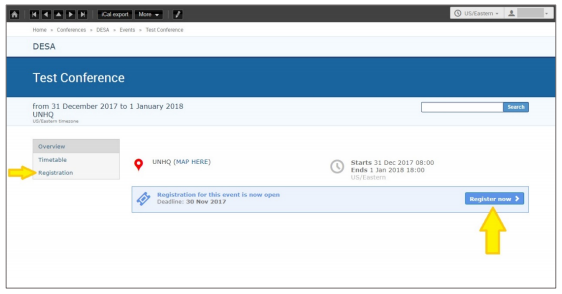 iCal export More
US/Eastern
Home » Conferences » DESA » Events » Test Conference
DESA
Test Conference
from 31 December 2017 to 1 January 2018
UNHQ
US/Eastern timezone
Search
Overview
Timetable
Registration
UNHQ (MAP HERE)
Starts 31 Dec 2017 08:00
Ends 1 Jan 2018 18:00
US/Eastern
Registration for this event is now open
Deadline: 30 Nov 2017
Register now